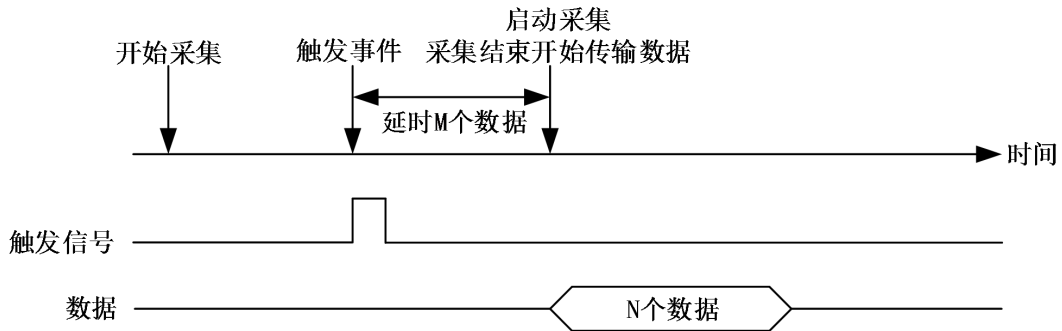 启动采集
开始采集
触发事件
采集结束开始传输数据
延时M个数据
时间
触发信号
数据
N个数据